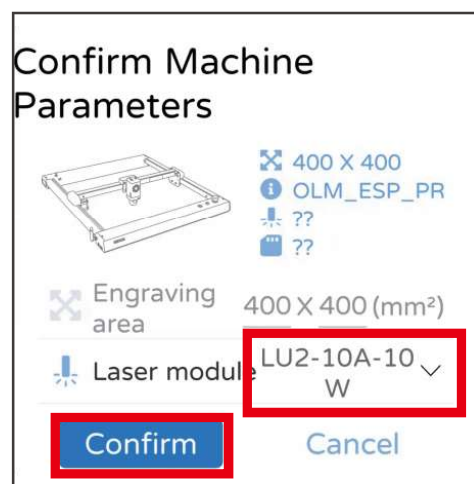 Confirm Machine
Parameters
400 X 400
OLM_ESP_PR
??
??
Engraving
area
400 X 400 (mm²)
Laser module
LU2-10A-10
W
Confirm
Cancel